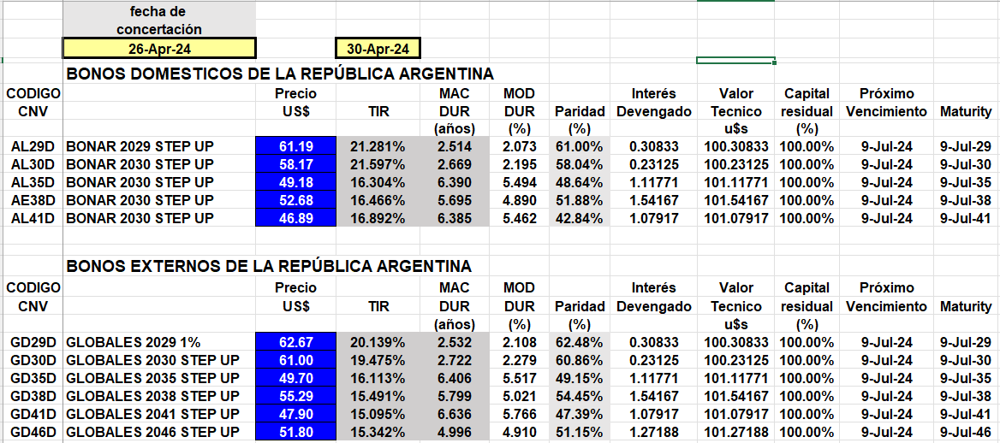 fecha de
concertación
26-Apr-24 30-Apr-24
BONOS DOMESTICOS DE LA REPÚBLICA ARGENTINA
CODIGO Precio MAC MOD Interés Valor Capital Próximo
CNV US$ TIR DUR DUR Paridad Devengado Tecnico residual Vencimiento Maturity
(años) (%) (%) u$s (%)
AL29D BONAR 2029 STEP UP 61.19 21.281% 2.514 2.073 61.00% 0.30833 100.30833 100.00% 9-Jul-24 9-Jul-29
AL30D BONAR 2030 STEP UP 58.17 21.597% 2.669 2.195 58.04% 0.23125 100.23125 100.00% 9-Jul-24 9-Jul-30
AL35D BONAR 2030 STEP UP 49.18 16.304% 6.390 5.494 48.64% 1.11771 101.11771 100.00% 9-Jul-24 9-Jul-35
AE38D BONAR 2030 STEP UP 52.68 16.466% 5.695 4.890 51.88% 1.54167 101.54167 100.00% 9-Jul-24 9-Jul-38
AL41D BONAR 2030 STEP UP 46.89 16.892% 6.385 5.462 42.84% 1.07917 101.07917 100.00% 9-Jul-24 9-Jul-41
BONOS EXTERNOS DE LA REPÚBLICA ARGENTINA
CODIGO Precio MAC MOD Interés Valor Capital Próximo
CNV US$ TIR DUR DUR Paridad Devengado Tecnico residual Vencimiento Maturity
(años) (%) (%) u$s (%)
GD29D GLOBALES 2029 1% 62.67 20.139% 2.532 2.108 62.48% 0.30833 100.30833 100.00% 9-Jul-24 9-Jul-29
GD30D GLOBALES 2030 STEP UP 61.00 19.475% 2.722 2.279 60.86% 0.23125 100.23125 100.00% 9-Jul-24 9-Jul-30
GD35D GLOBALES 2035 STEP UP 49.70 16.113% 6.406 5.517 49.15% 1.11771 101.11771 100.00% 9-Jul-24 9-Jul-35
GD38D GLOBALES 2038 STEP UP 55.29 15.491% 5.799 5.021 54.45% 1.54167 101.54167 100.00% 9-Jul-24 9-Jul-38
GD41D GLOBALES 2041 STEP UP 47.90 15.095% 6.636 5.766 47.39% 1.07917 101.07917 100.00% 9-Jul-24 9-Jul-41
GD46D GLOBALES 2046 STEP UP 51.80 15.342% 4.996 4.910 51.15% 1.27188 101.27188 100.00% 9-Jul-24 9-Jul-46